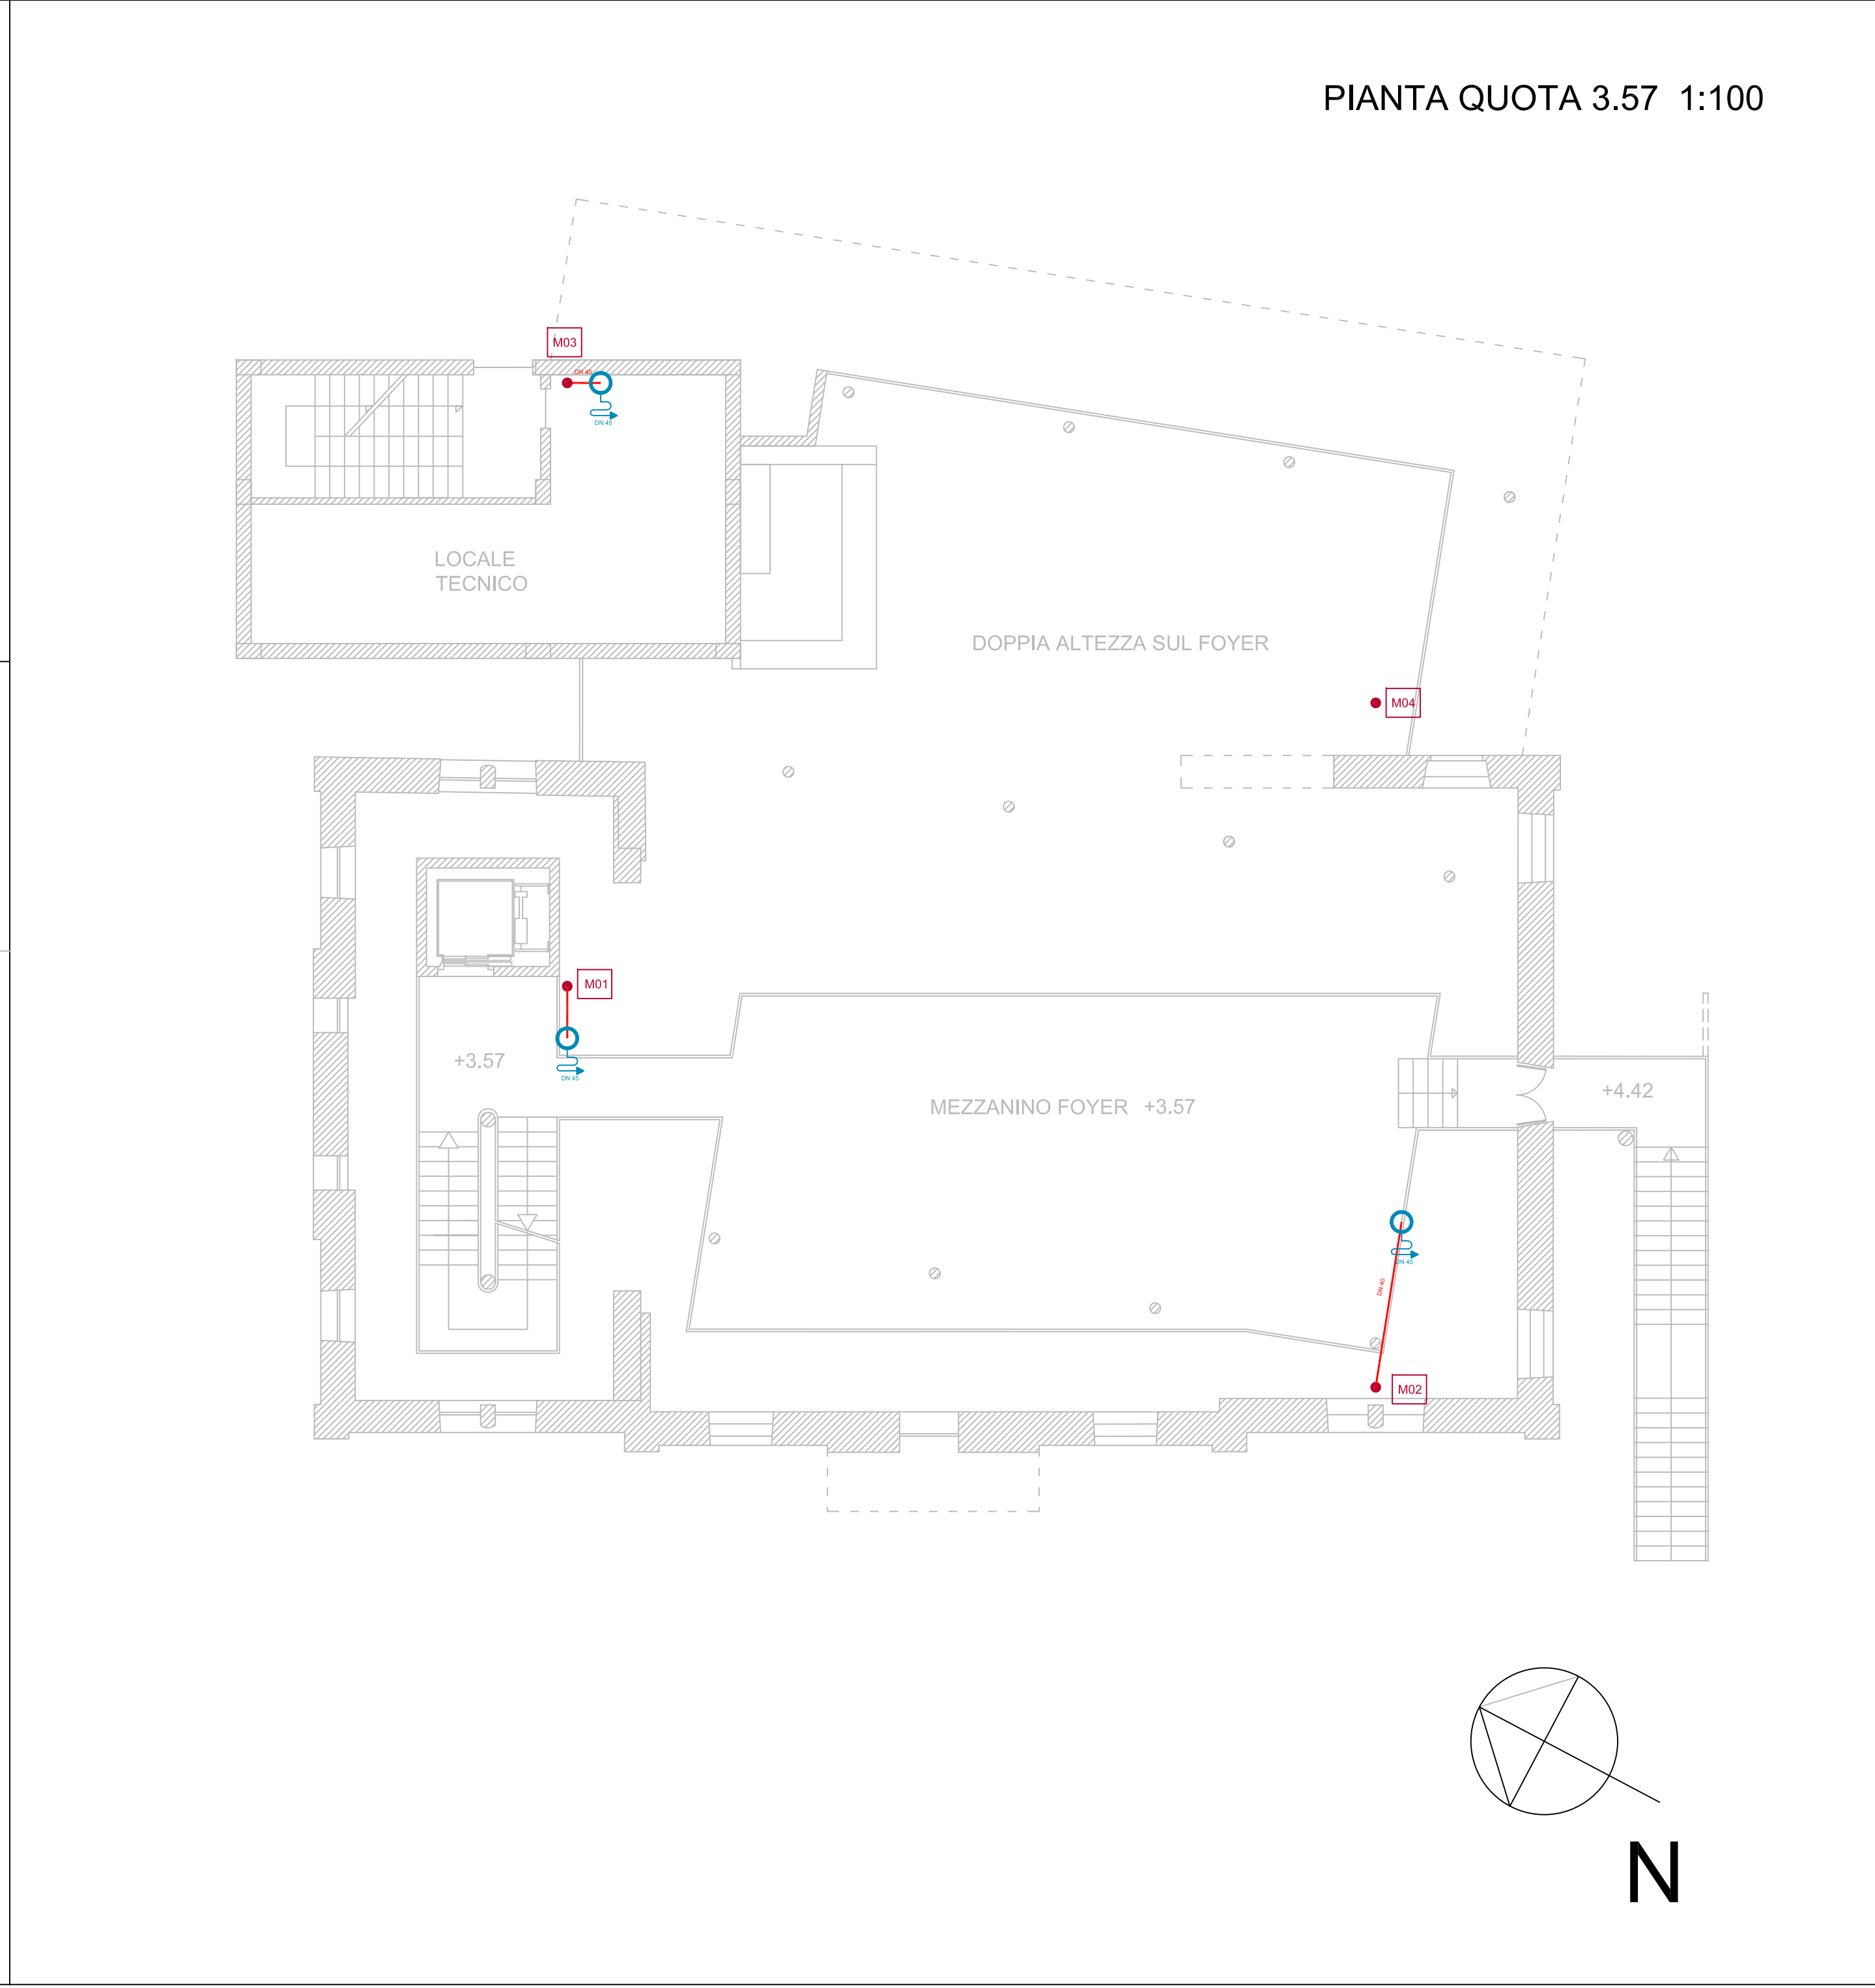 PIANTA QUOTA 3.57 1:100
M03
DN 40
DN 45
LOCALE
TECNICO
DOPPIA ALTEZZA SUL FOYER
M04
M01
+3.57
DN 45
MEZZANINO FOYER +3.57
+4.42
DN 45
DN 40
M02
N